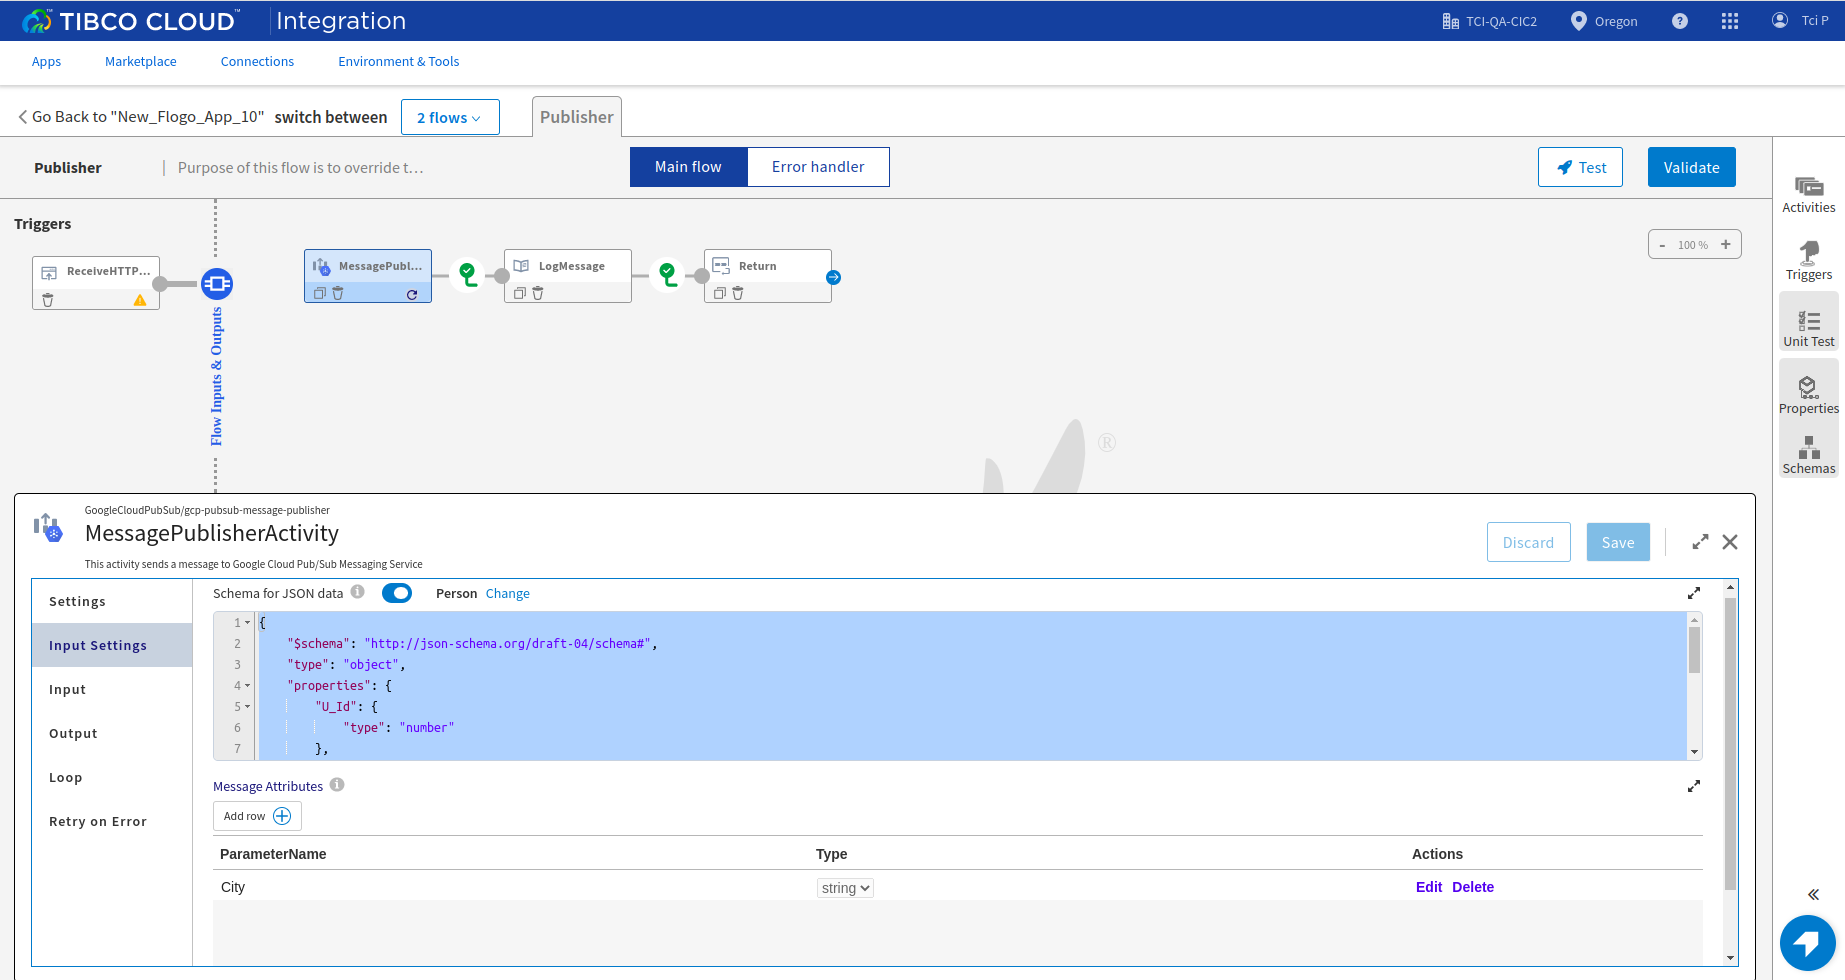 TIBCO CLOUD™ Integration
TCI-QA-CIC2 Oregon ? Tci P
Apps Marketplace Connections Environment & Tools
Go Back to "New_Flogo_App_10" switch between 2 flows Publisher
Publisher Purpose of this flow is to override t... Main flow Error handler Test Validate
Triggers
ReceiveHTTP...
MessagePubl...
LogMessage
Return
- 100 % +
Flow Inputs & Outputs
®
Activities
Triggers
Unit Test
Properties
Schemas
GoogleCloudPubSub/gcp-pubsub-message-publisher
MessagePublisherActivity
This activity sends a message to Google Cloud Pub/Sub Messaging Service
Discard Save
Settings
Input Settings
Input
Output
Loop
Retry on Error
Schema for JSON data i Person Change
1 {
2 "$schema": "http://json-schema.org/draft-04/schema#",
3 "type": "object",
4 "properties": {
5 "U_Id": {
6 "type": "number"
7 },
Message Attributes i
Add row
ParameterName Type Actions
City string Edit Delete